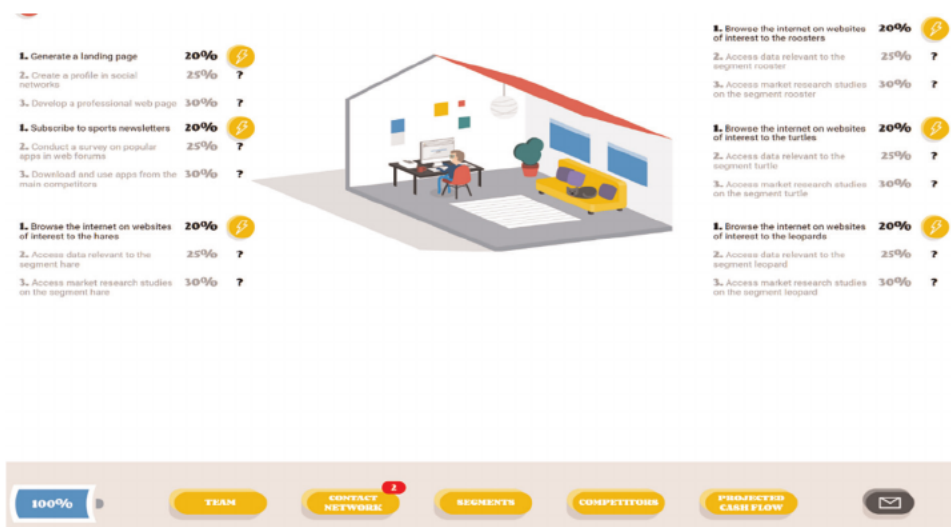 1. Generate a landing page 20%
2. Create a profile in social 25% ?
networks
3. Develop a professional web page 30% ?
1. Subscribe to sports newsletters 20%
2. Conduct a survey on popular 25% ?
apps in web forums
3. Download and use apps from the 30% ?
main competitors
1. Browse the internet on websites 20%
of interest to the hares
2. Access data relevant to the 25% ?
segment hare
3. Access market research studies 30% ?
on the segment hare
1. Browse the internet on websites 20%
of interest to the roosters
2. Access data relevant to the 25% ?
segment rooster
3. Access market research studies 30% ?
on the segment rooster
1. Browse the internet on websites 20%
of interest to the turtles
2. Access data relevant to the 25% ?
segment turtle
3. Access market research studies 30% ?
on the segment turtle
1. Browse the internet on websites 20%
of interest to the leopards
2. Access data relevant to the 25% ?
segment leopard
3. Access market research studies 30% ?
on the segment leopard
100%
TEAM
CONTACT
NETWORK
2
SEGMENTS
COMPETITORS
PROJECTED
CASH FLOW